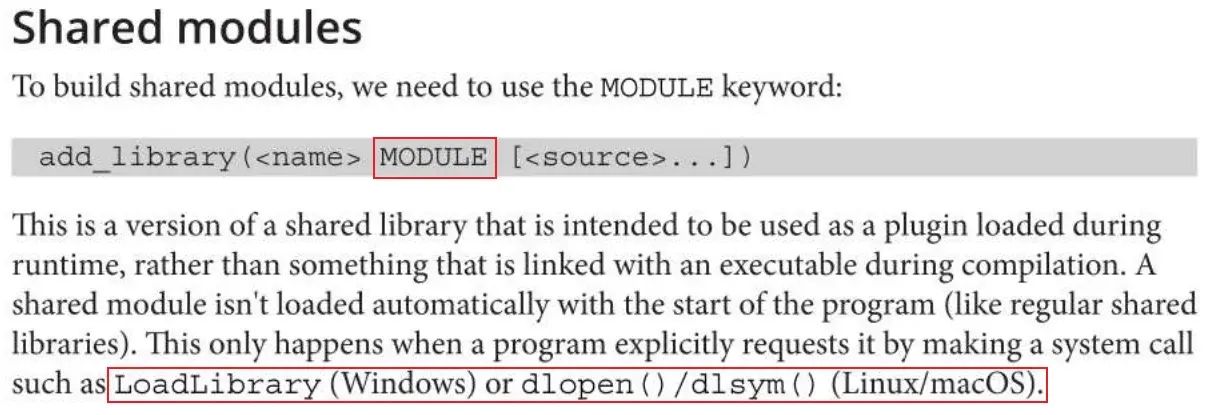 Shared modules
To build shared modules, we need to use the MODULE keyword:
add_library(<name> MODULE [<source>...])
This is a version of a shared library that is intended to be used as a plugin loaded during
runtime, rather than something that is linked with an executable during compilation. A
shared module isn't loaded automatically with the start of the program (like regular shared
libraries). This only happens when a program explicitly requests it by making a system call
such as LoadLibrary (Windows) or dlopen()/dlsym() (Linux/macOS).